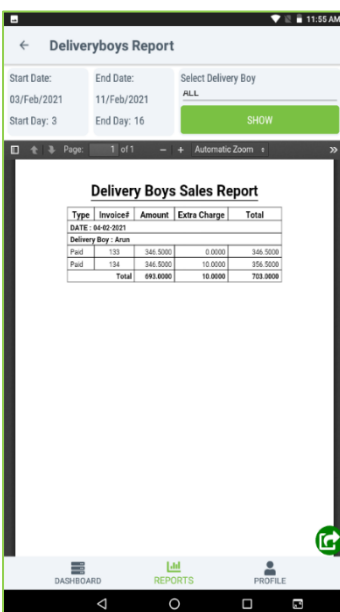 11:55 AM
Deliveryboys Report
Start Date: End Date: Select Delivery Boy
03/Feb/2021 11/Feb/2021 ALL
Start Day: 3 End Day: 16 SHOW
Page: 1 of 1 − + Automatic Zoom
Delivery Boys Sales Report
Type Invoice# Amount Extra Charge Total
DATE : 04-02-2021
Delivery Boy : Arun
Paid 133 346.5000 0.0000 346.5000
Paid 134 346.5000 10.0000 356.5000
Total 693.0000 10.0000 703.0000
DASHBOARD REPORTS PROFILE